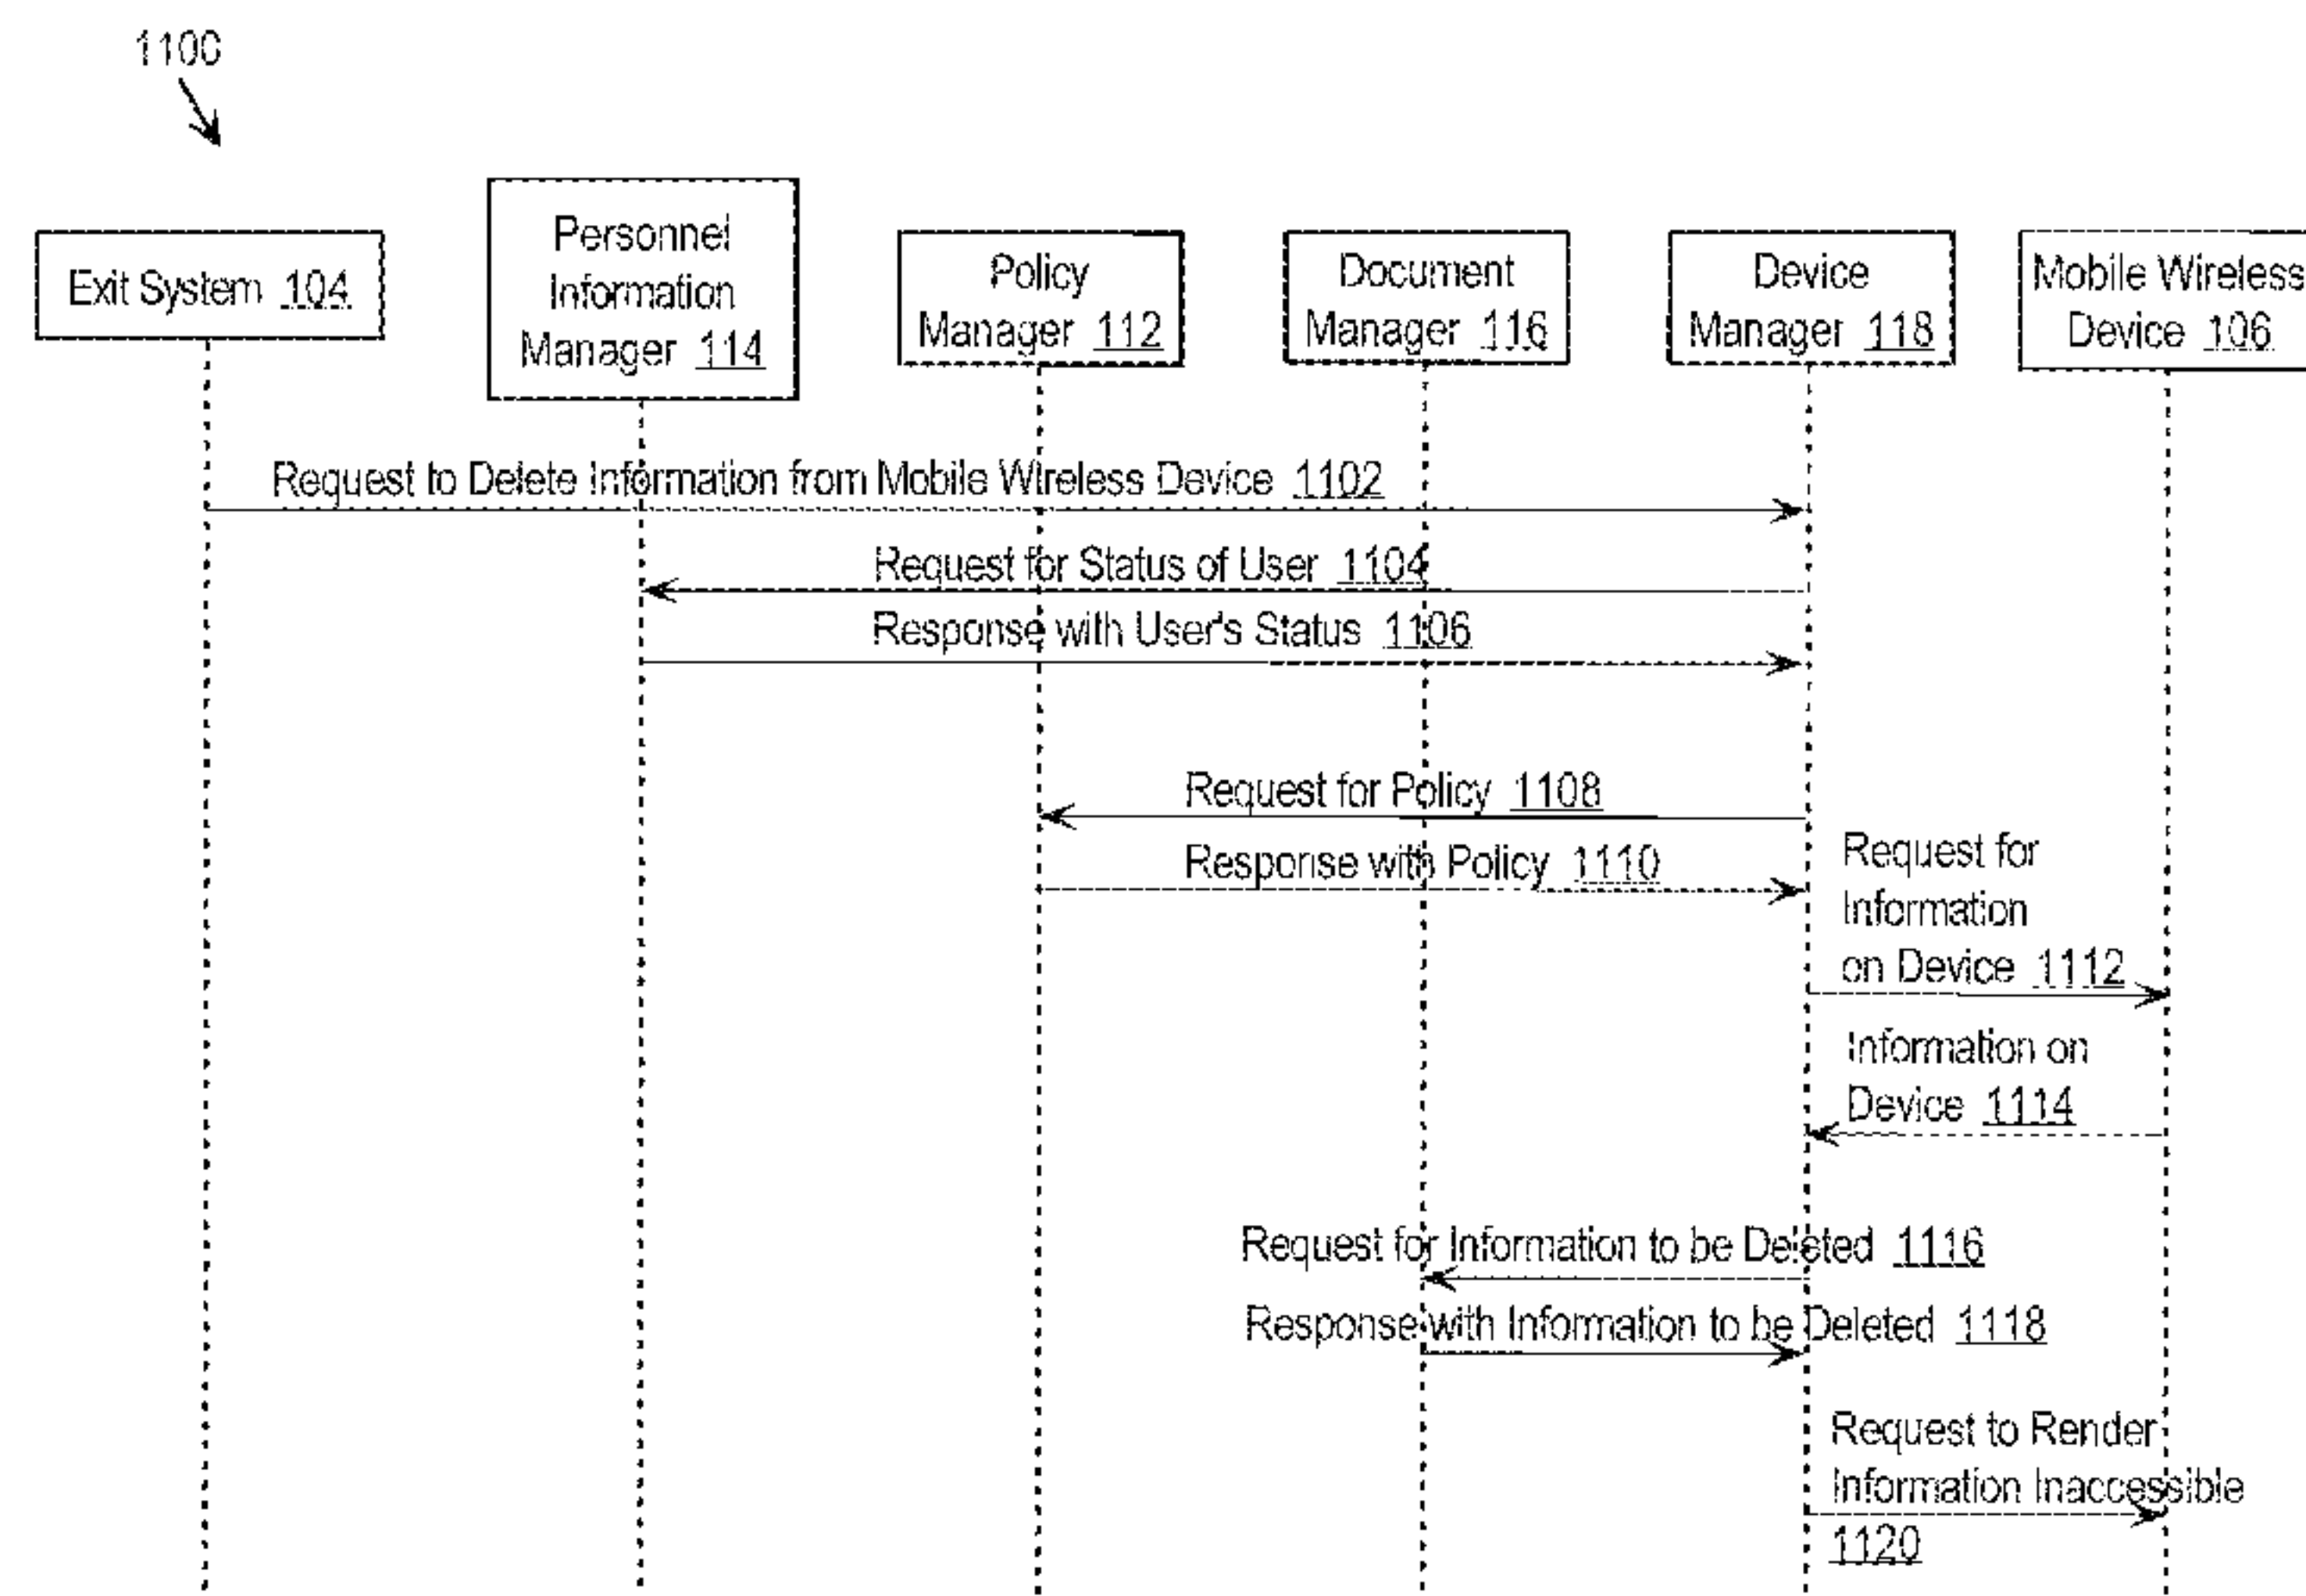 1100
Exit System 104
Personnel
Information
Manager 114
Policy
Manager 112
Document
Manager 116
Device
Manager 118
Mobile Wireless
Device 106
Request to Delete Information from Mobile Wireless Device 1102
Request for Status of User 1104
Response with User's Status 1106
Request for Policy 1108
Response with Policy 1110
Request for
Information
on Device 1112
Information on
Device 1114
Request for Information to be Deleted 1116
Response with Information to be Deleted 1118
Request to Render
Information Inaccessible
1120